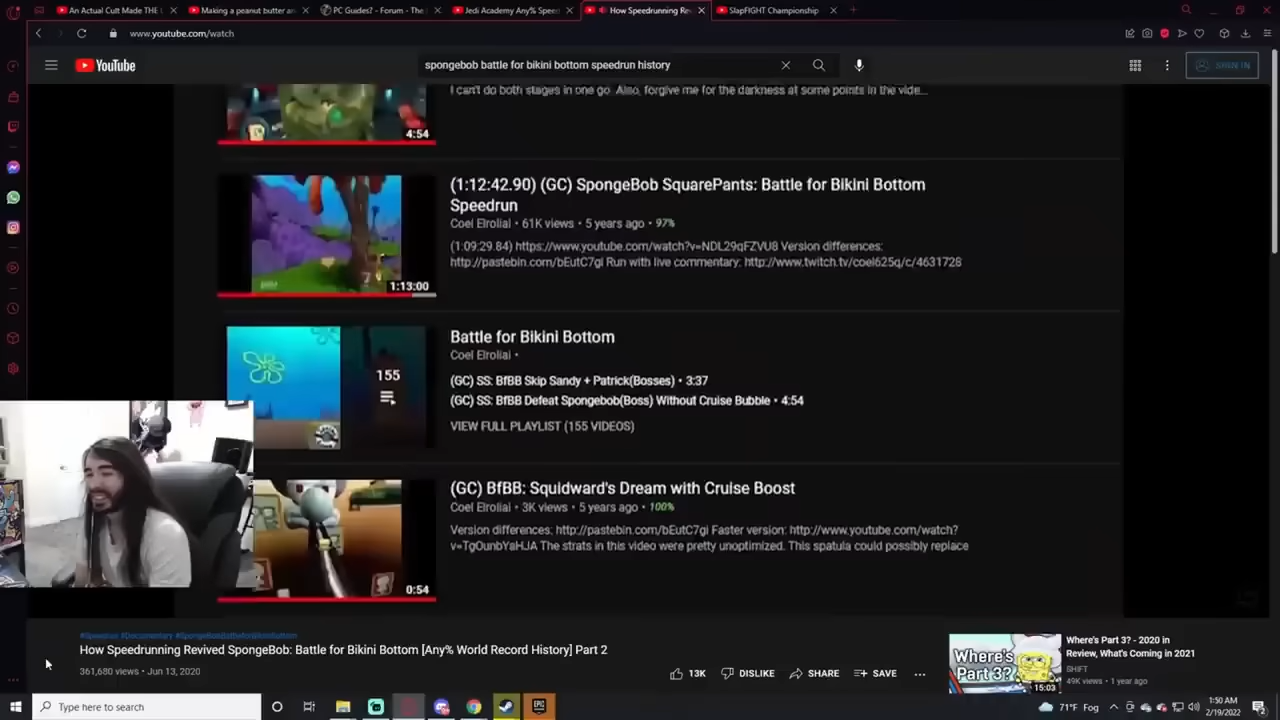 An Actual Cult Made THE
Making a peanut butter an
PC Guides? - Forum - The
Jedi Academy Any% Speed
How Speedrunning Re
SlapFIGHT Championship
www.youtube.com/watch
YouTube
spongebob battle for bikini bottom speedrun history
SIGN IN
I can't do both stages in one go. Also, forgive me for the darkness at some points in the vide...
4:54
(1:12:42.90) (GC) SpongeBob SquarePants: Battle for Bikini Bottom
Speedrun
Coel Elrolial • 61K views • 5 years ago • 97%
(1:09:29.84) https://www.youtube.com/watch?v=NDL29qFZVU8 Version differences:
http://pastebin.com/bEutC7gi Run with live commentary: http://www.twitch.tv/coel625q/c/4631728
1:13:00
Battle for Bikini Bottom
Coel Elrolial •
155
(GC) SS: BfBB Skip Sandy + Patrick(Bosses) • 3:37
(GC) SS: BfBB Defeat Spongebob(Boss) Without Cruise Bubble • 4:54
VIEW FULL PLAYLIST (155 VIDEOS)
(GC) BfBB: Squidward's Dream with Cruise Boost
Coel Elrolial • 3K views • 5 years ago • 100%
Version differences: http://pastebin.com/bEutC7gi Faster version: http://www.youtube.com/watch?
v=TgOunbYaHJA The strats in this video were pretty unoptimized. This spatula could possibly replace
0:54
#Speedrun #Documentary #SpongeBobBattleforBikiniBottom
How Speedrunning Revived SpongeBob: Battle for Bikini Bottom [Any% World Record History] Part 2
361,680 views • Jun 13, 2020
13K
DISLIKE
SHARE
SAVE
Where's
Part 3?
15:03
Where's Part 3? - 2020 in
Review, What's Coming in 2021
SHIFT
49K views • 1 year ago
Type here to search
EPIC
71°F Fog
1:50 AM
2/19/2022